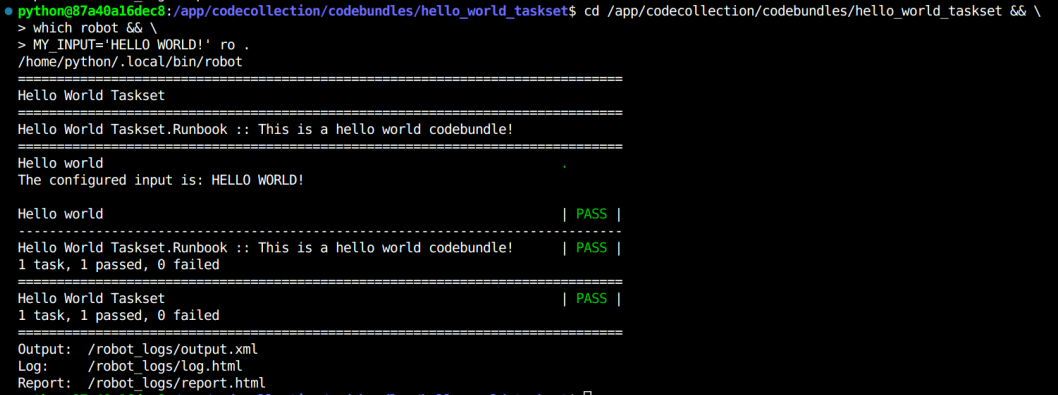 python@87a40a16dec8:/app/codecollection/codebundles/hello_world_taskset$ cd /app/codecollection/codebundles/hello_world_taskset && \
> which robot && \
> MY_INPUT='HELLO WORLD!' ro .
/home/python/.local/bin/robot
==============================================================================
Hello World Taskset
==============================================================================
Hello World Taskset.Runbook :: This is a hello world codebundle!
==============================================================================
Hello world .
The configured input is: HELLO WORLD!
Hello world | PASS |
------------------------------------------------------------------------------
Hello World Taskset.Runbook :: This is a hello world codebundle! | PASS |
1 task, 1 passed, 0 failed
==============================================================================
Hello World Taskset | PASS |
1 task, 1 passed, 0 failed
==============================================================================
Output: /robot_logs/output.xml
Log: /robot_logs/log.html
Report: /robot_logs/report.html